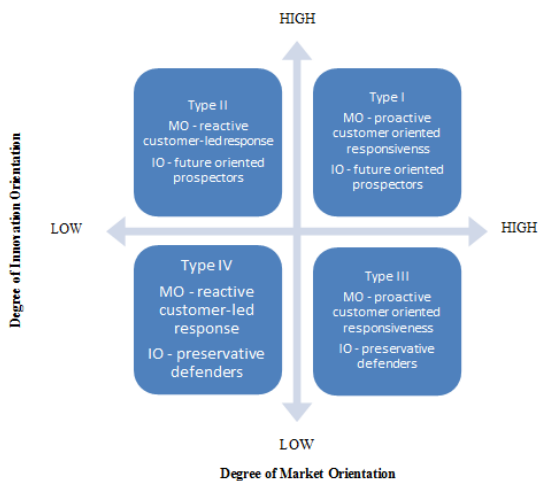 HIGH
Type II
MO - reactive
customer-led response
IO - future oriented
prospectors
Type I
MO - proactive
customer oriented
responsivenss
IO - future oriented
prospectors
Degree of Innovation Orientation
LOW
HIGH
Type IV
MO - reactive
customer-led
response
IO - preservative
defenders
Type III
MO - proactive
customer oriented
responsiveness
IO - preservative
defenders
LOW
Degree of Market Orientation